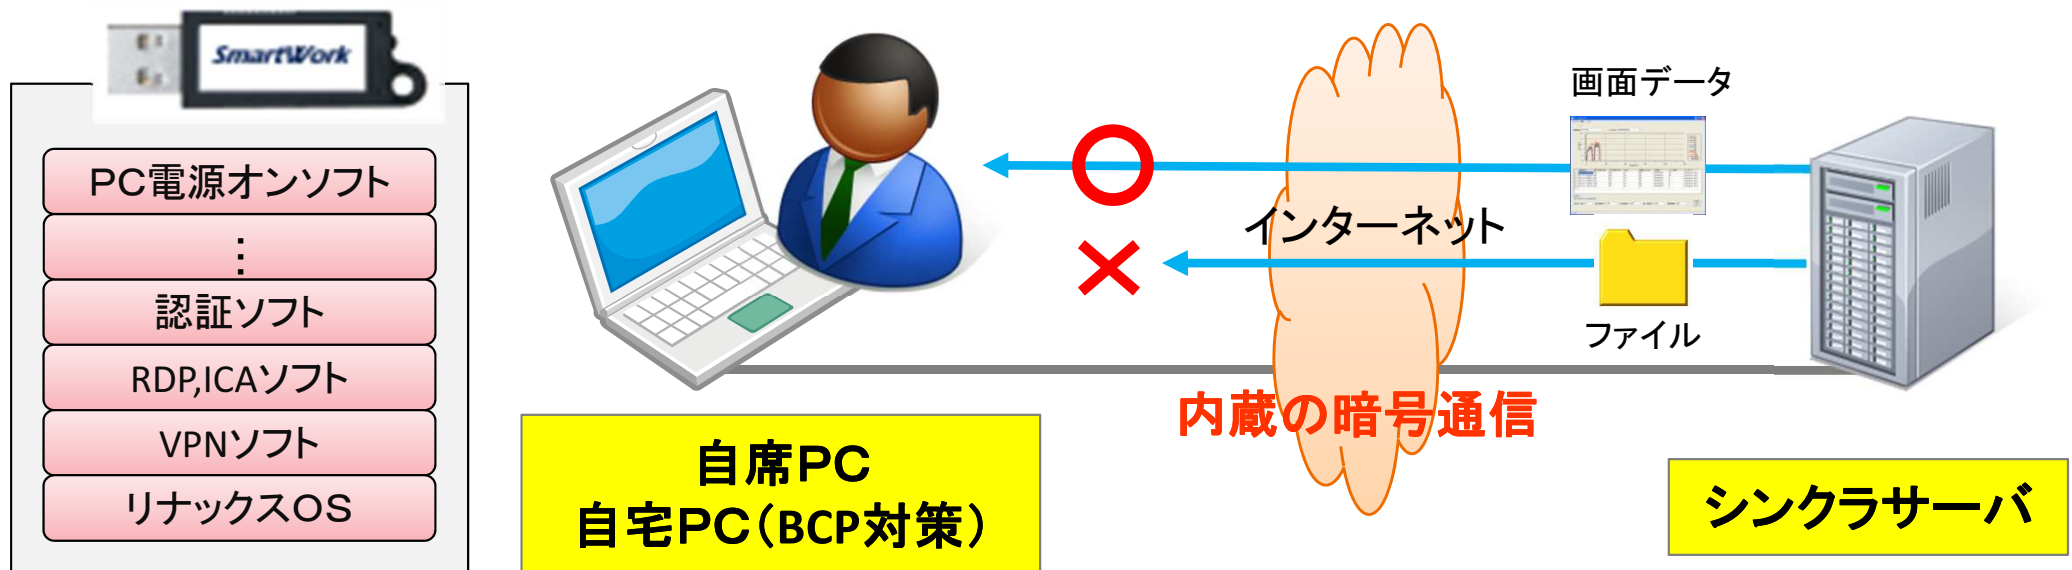 SmartWork
PC電源オンソフト
⋮
認証ソフト
RDP,ICAソフト
VPNソフト
リナックスOS
画面データ
インターネット
ファイル
内蔵の暗号通信
自席PC
自宅PC（BCP対策）
シンクラサーバ